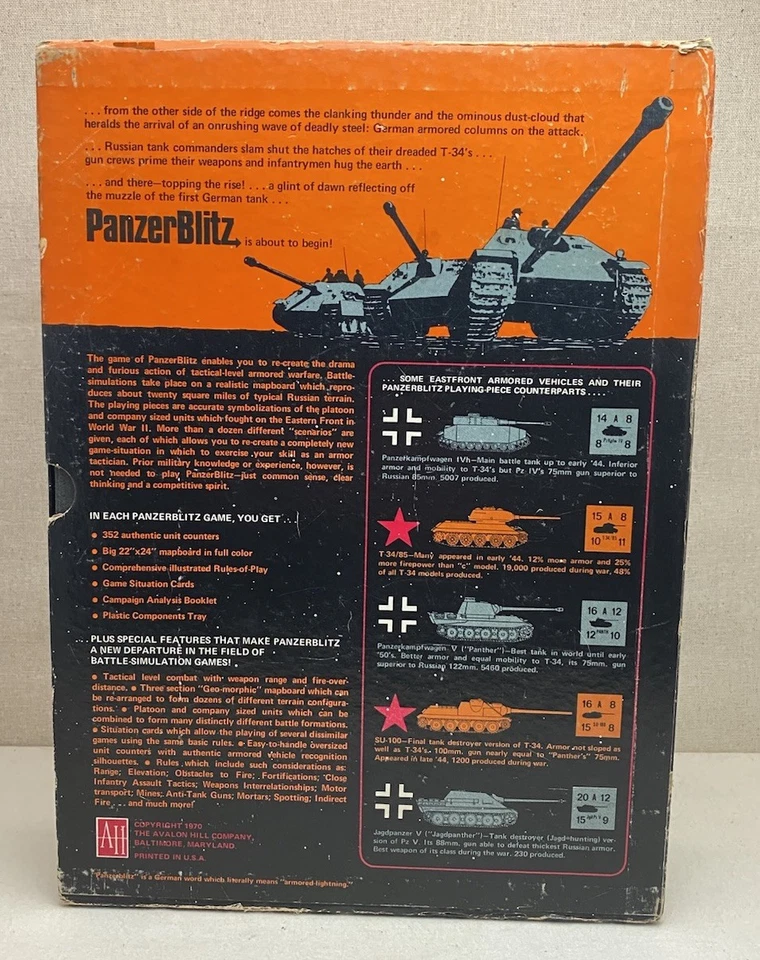 . . . from the other side of the ridge comes the clanking thunder and the ominous dust-cloud that
heralds the arrival of an onrushing wave of deadly steel: German armored columns on the attack.
. . . Russian tank commanders slam shut the hatches of their dreaded T-34's . . .
gun crews prime their weapons and infantrymen hug the earth . . .
. . . and there—topping the rise! . . . a glint of dawn reflecting off
the muzzle of the first German tank . . .
PanzerBlitz is about to begin!
The game of PanzerBlitz enables you to re-create the drama
and furious action of tactical-level armored warfare. Battle-
simulations take place on a realistic mapboard which repro-
duces about twenty square miles of typical Russian terrain.
The playing pieces are accurate symbolizations of the platoon
and company sized units which fought on the Eastern Front in
World War II. More than a dozen different "scenarios" are
given, each of which allows you to re-create a completely new
game-situation in which to exercise your skill as an armor
tactician. Prior military knowledge or experience, however, is
not needed to play PanzerBlitz—just common sense, clear
thinking and a competitive spirit.
IN EACH PANZERBLITZ GAME, YOU GET . . .
• 352 authentic unit counters
• Big 22"x24" mapboard in full color
• Comprehensive illustrated Rules-of-Play
• Game Situation Cards
• Campaign Analysis Booklet
• Plastic Components Tray
. . . PLUS SPECIAL FEATURES THAT MAKE PANZERBLITZ
A NEW DEPARTURE IN THE FIELD OF
BATTLE-SIMULATION GAMES!
• Tactical level combat with weapon range and fire-over-
distance. • Three section "Geo-morphic" mapboard which can
be re-arranged to form dozens of different terrain configura-
tions. • Platoon and company sized units which can be
combined to form many distinctly different battle formations.
• Situation cards which allow the playing of several dissimilar
games using the same basic rules. • Easy-to-handle oversized
unit counters with authentic armored vehicle recognition
silhouettes. • Rules which include such considerations as:
Range; Elevation; Obstacles to Fire; Fortifications; Close
Infantry Assault Tactics; Weapons Interrelationships; Motor
transport; Mines; Anti-Tank Guns; Mortars; Spotting; Indirect
Fire . . . and much more!
AH
COPYRIGHT 1970
THE AVALON HILL COMPANY,
BALTIMORE, MARYLAND.
PRINTED IN U.S.A.
"Panzerblitz" is a German word which literally means "armored-lightning."
. . . SOME EASTFRONT ARMORED VEHICLES AND THEIR
PANZERBLITZ PLAYING-PIECE COUNTERPARTS . . . .
14 A 8
8 PzKpfw IV 8
Panzerkampfwagen IVh—Main battle tank up to early '44. Inferior
armor and mobility to T-34's but Pz IV's 75mm gun superior to
Russian 85mm. 5007 produced.
15 A 8
10 T-34/85 11
T-34/85—Many appeared in early '44, 12% more armor and 25%
more firepower than "c" model. 19,000 produced during war, 48%
of all T-34 models produced.
16 A 12
12 10
Panzerkampfwagen V ("Panther")—Best tank in world until early
'50's. Better armor and equal mobility to T-34, its 75mm. gun
superior to Russian 122mm. 5460 produced.
16 A 8
15 8
SU-100—Final tank destroyer version of T-34. Armor not sloped as
well as T-34's. 100mm. gun nearly equal to "Panther's" 75mm.
Appeared in late '44, 1200 produced during war.
20 A 12
15 9
Jagdpanzer V ("Jagdpanther")—Tank destroyer (Jagd=hunting) ver-
sion of Pz V. Its 88mm. gun able to defeat thickest Russian armor.
Best weapon of its class during the war. 230 produced.